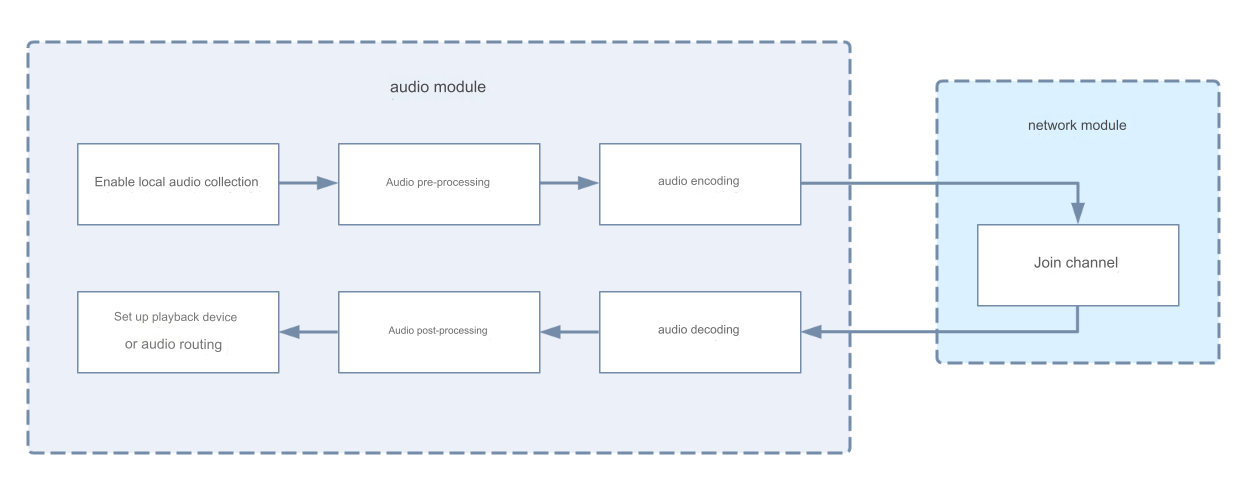 audio module
network module
Enable local audio collection
Audio pre-processing
audio encoding
Join channel
Set up playback device
or audio routing
Audio post-processing
audio decoding